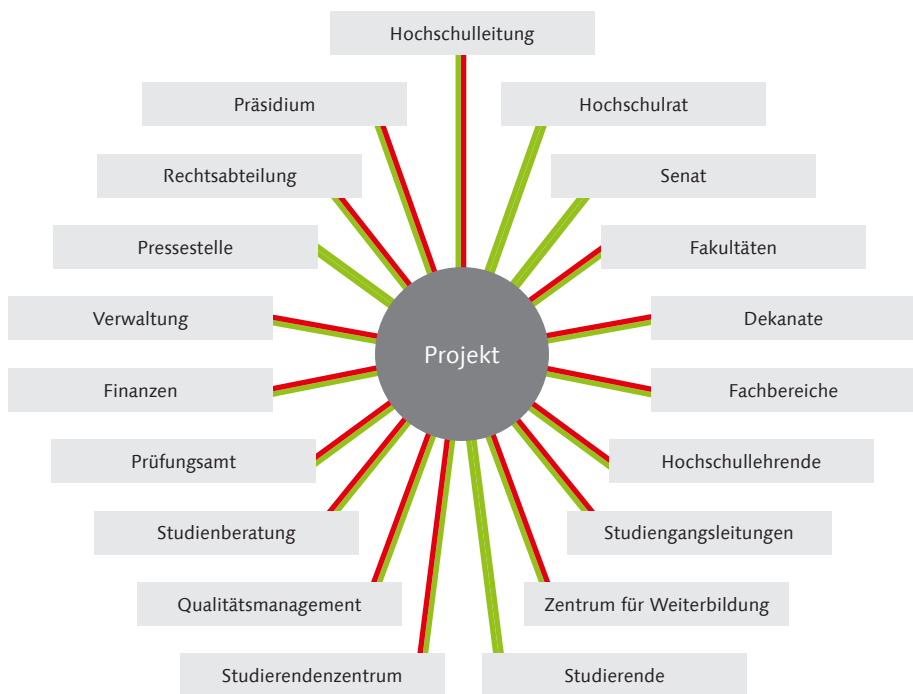 Hochschulleitung
Präsidium
Hochschulrat
Rechtsabteilung
Senat
Pressestelle
Fakultäten
Verwaltung
Dekanate
Projekt
Finanzen
Fachbereiche
Prüfungsamt
Hochschullehrende
Studienberatung
Studiengangsleitungen
Qualitätsmanagement
Zentrum für Weiterbildung
Studierendenzentrum
Studierende